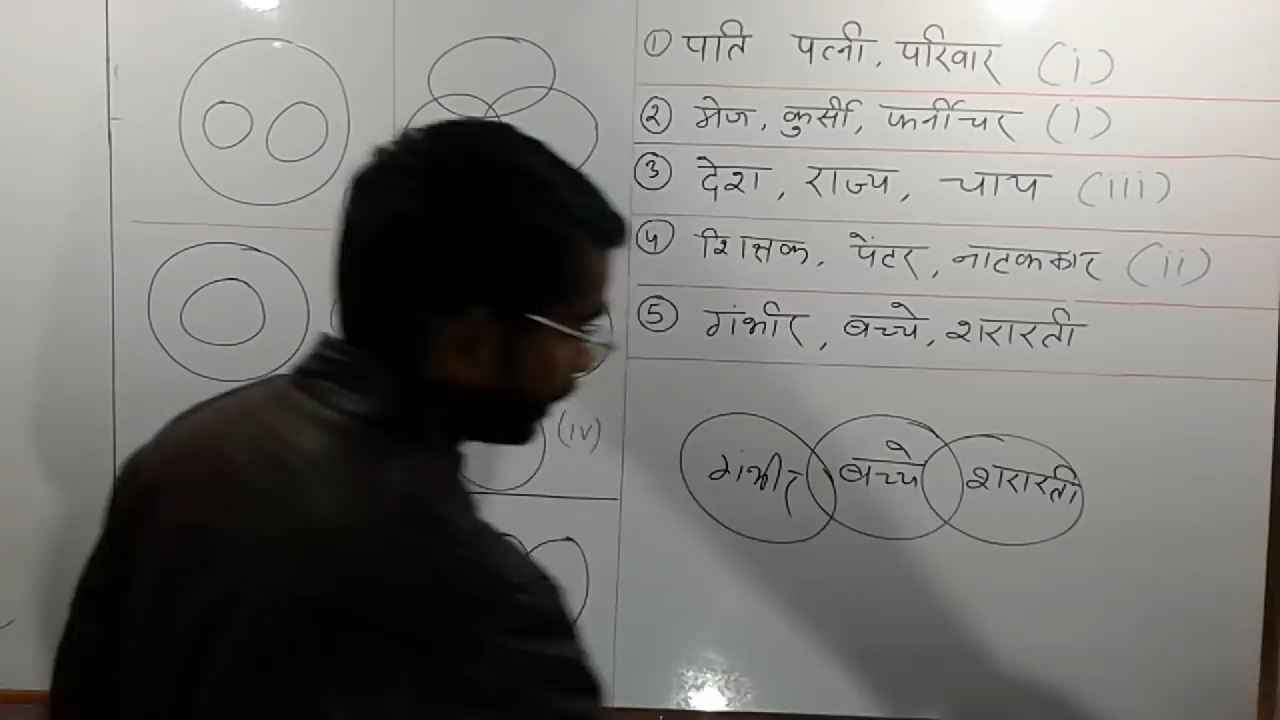 ① पति पत्नी, परिवार (i)
② मेज, कुर्सी, फर्नीचर (i)
③ देश, राज्य, चाय (iii)
④ शिक्षक, पेंटर, नाटककार (ii)
⑤ गंभीर, बच्चे, शरारती
(iv)
गंभीर बच्चे शरारती